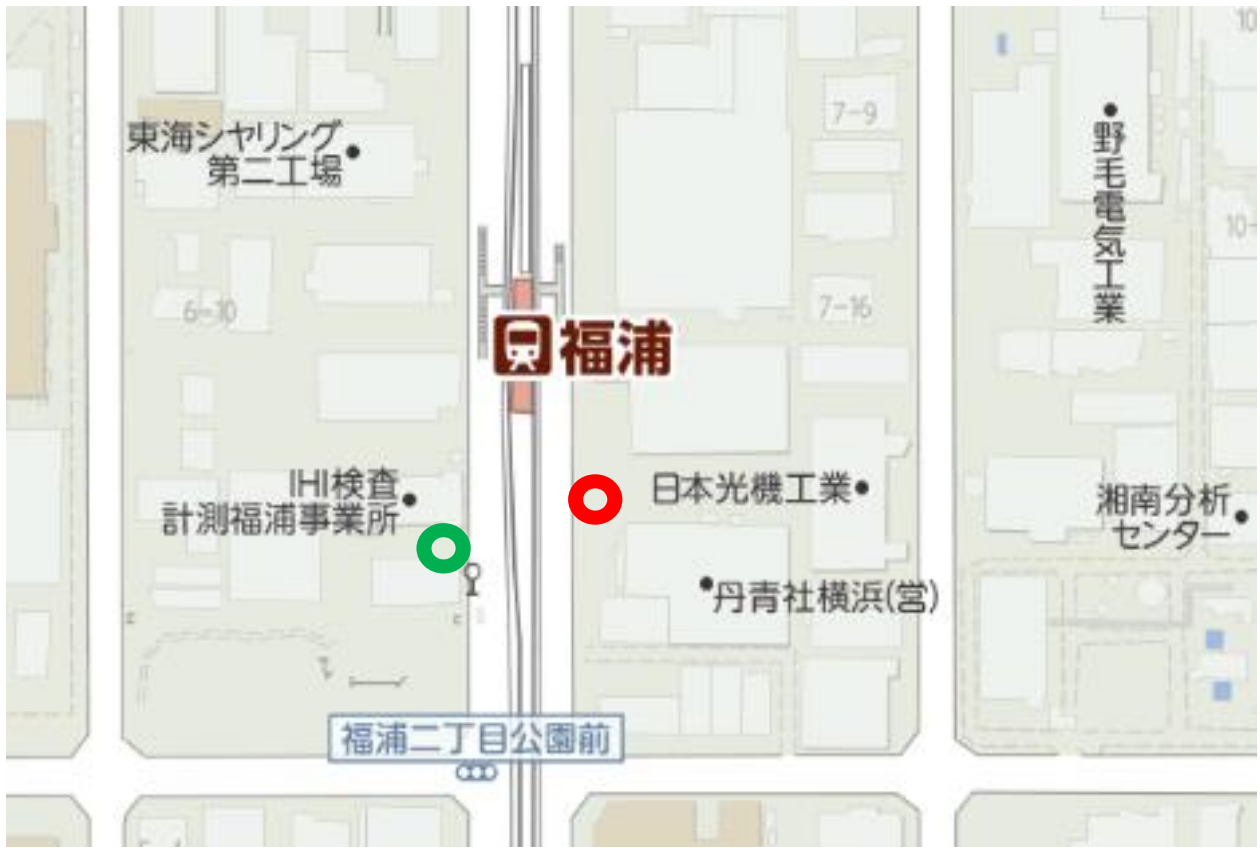 東海シヤリング
第二工場
7-9
野毛電気工業
6-10
7-16
福浦
IHI検査
計測福浦事業所
日本光機工業
湘南分析
センター
丹青社横浜(営)
福浦二丁目公園前